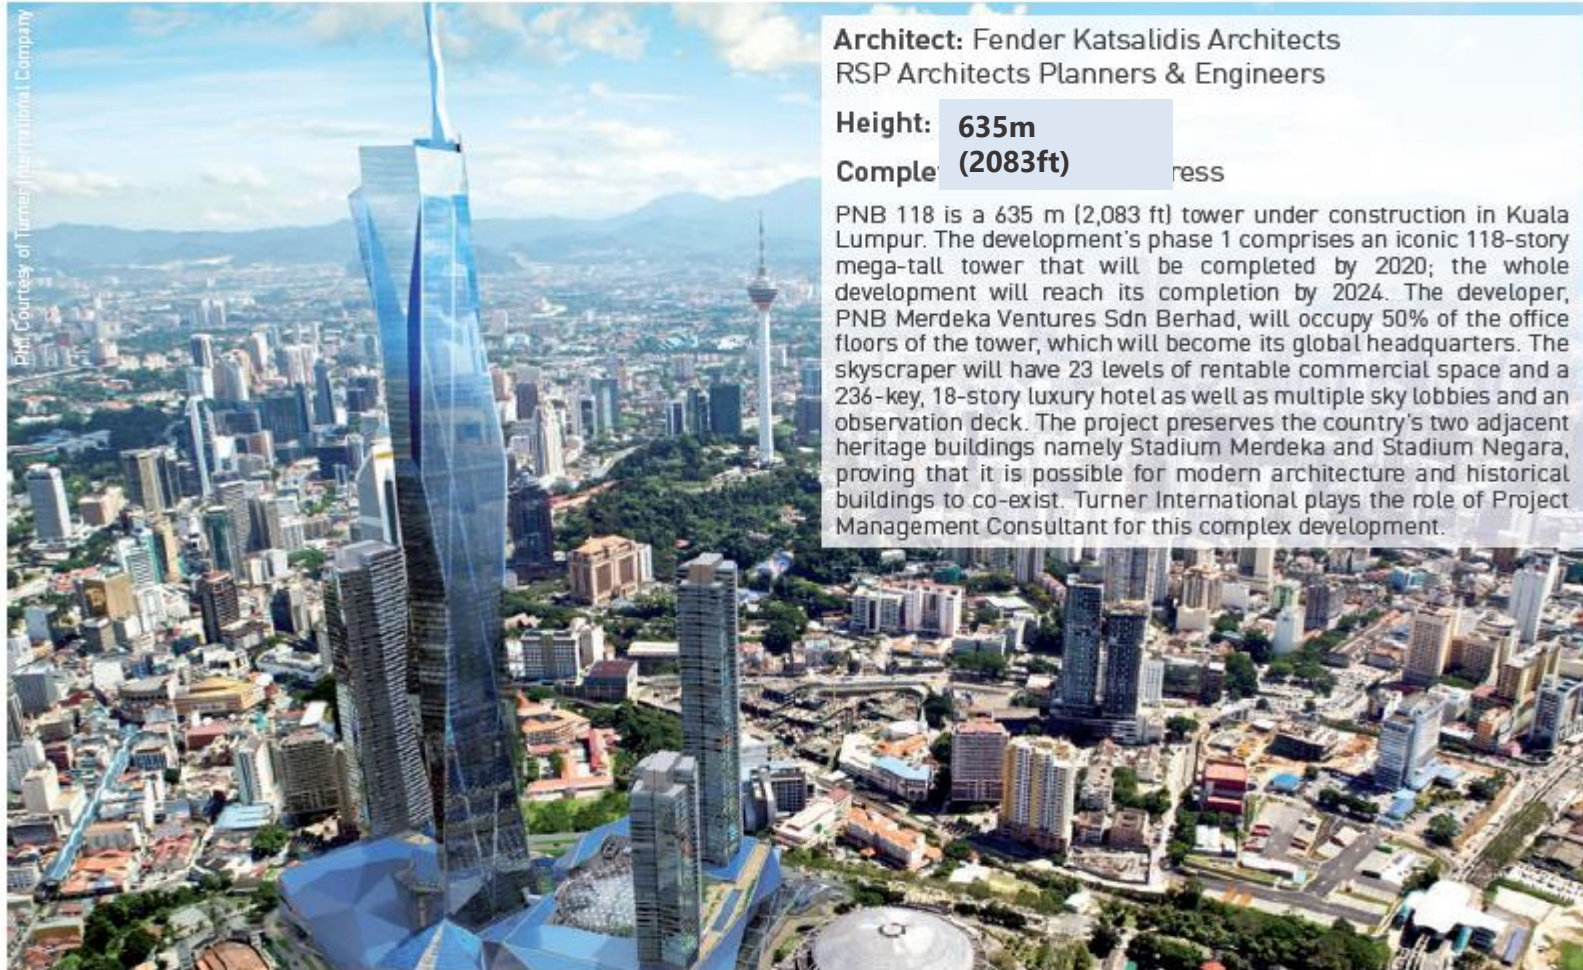 Ph. Courtesy of Turner International Company
Architect: Fender Katsalidis Architects
RSP Architects Planners & Engineers
Height: 635m
(2083ft)
Comple ress
PNB 118 is a 635 m (2,083 ft) tower under construction in Kuala
Lumpur. The development's phase 1 comprises an iconic 118-story
mega-tall tower that will be completed by 2020; the whole
development will reach its completion by 2024. The developer,
PNB Merdeka Ventures Sdn Berhad, will occupy 50% of the office
floors of the tower, which will become its global headquarters. The
skyscraper will have 23 levels of rentable commercial space and a
236-key, 18-story luxury hotel as well as multiple sky lobbies and an
observation deck. The project preserves the country's two adjacent
heritage buildings namely Stadium Merdeka and Stadium Negara,
proving that it is possible for modern architecture and historical
buildings to co-exist. Turner International plays the role of Project
Management Consultant for this complex development.